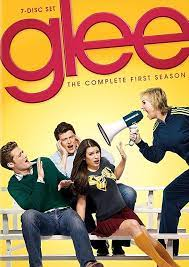 7-DISC SET
glee
THE COMPLETE FIRST SEASON